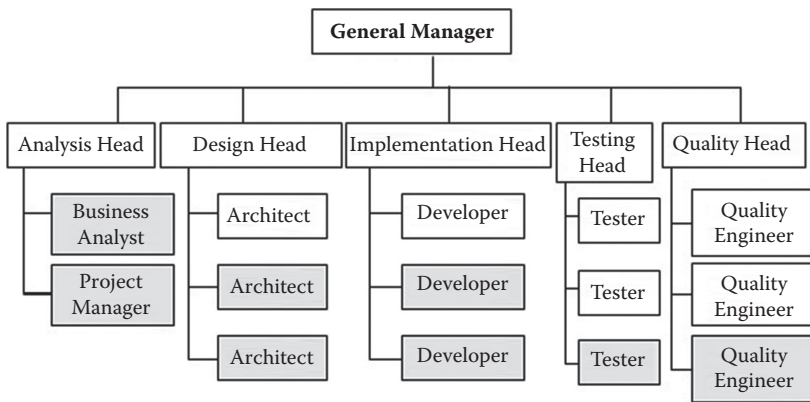 General Manager
Analysis Head
Design Head
Implementation Head
Testing
Head
Quality Head
Business
Analyst
Project
Manager
Architect
Architect
Architect
Developer
Developer
Developer
Tester
Tester
Tester
Quality
Engineer
Quality
Engineer
Quality
Engineer